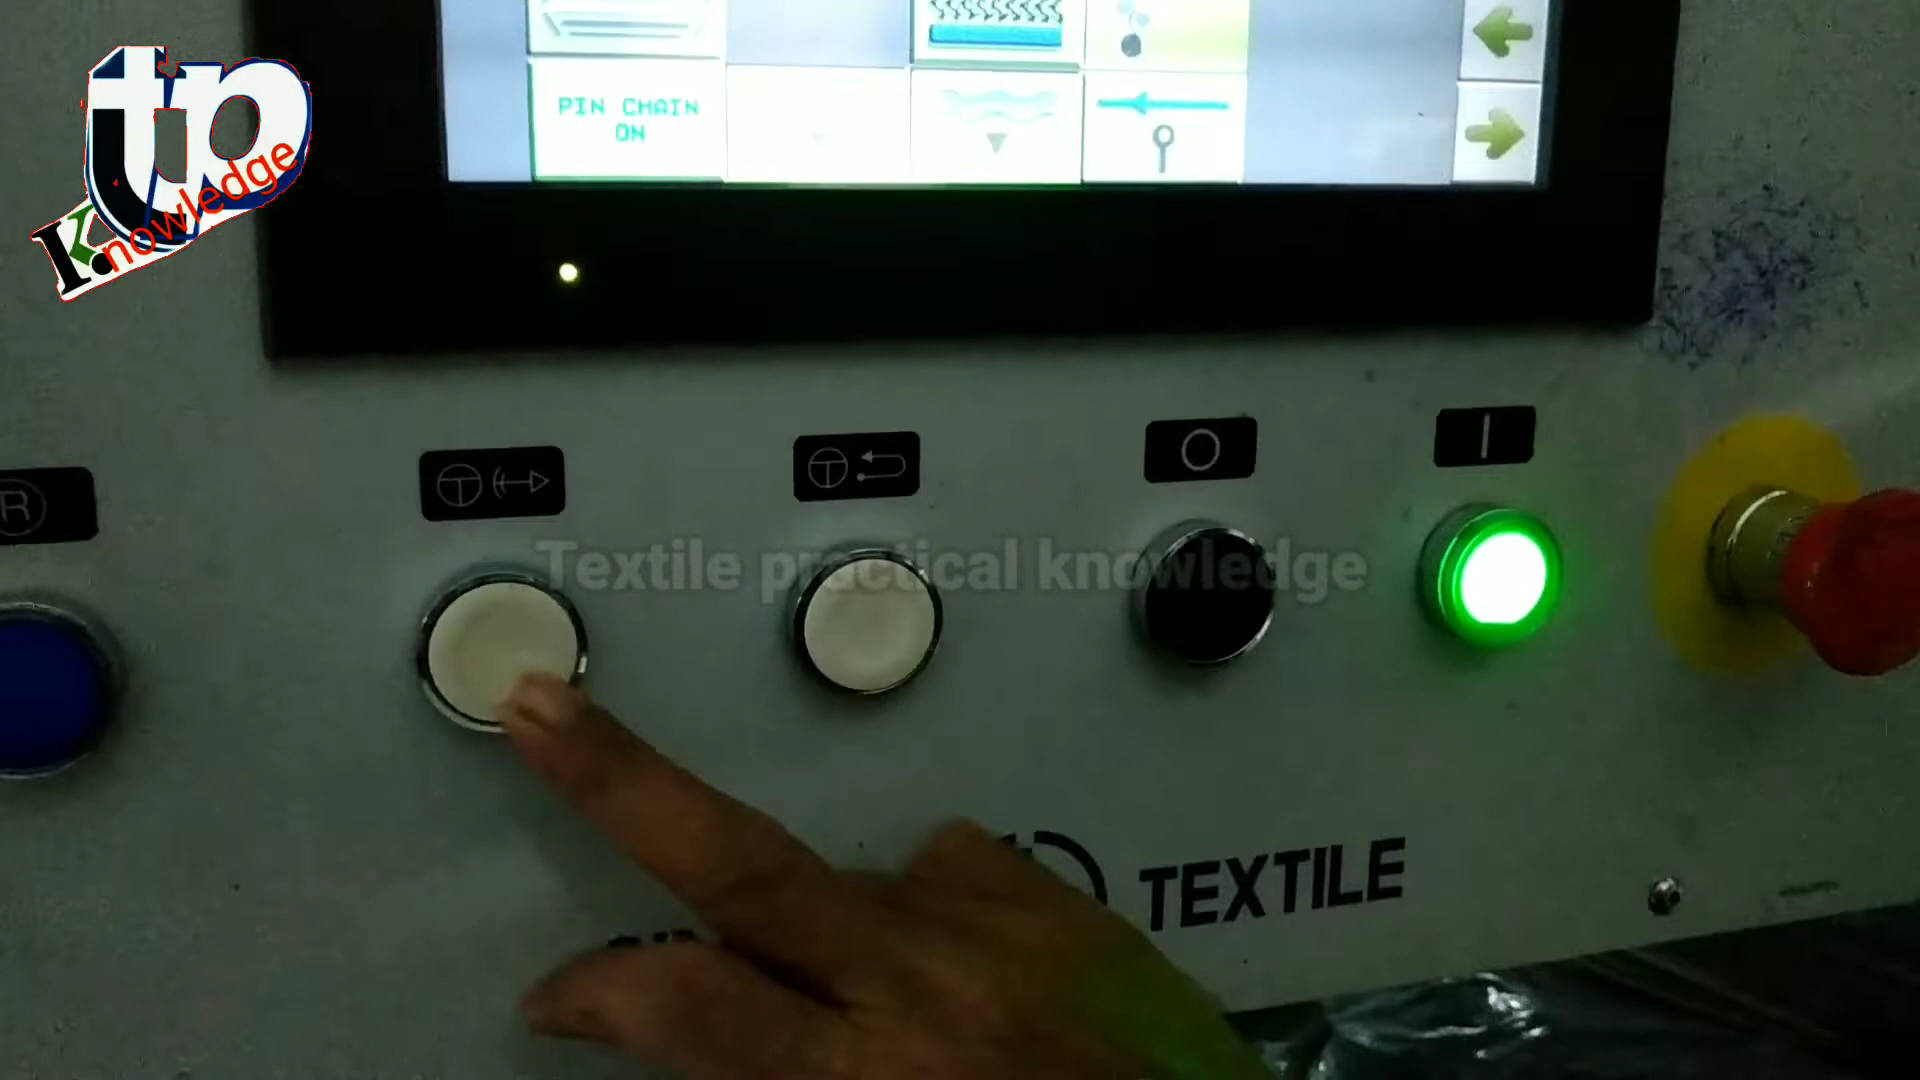 tp
Knowledge
PIN CHAIN
ON
R
T
T
O
I
Textile practical knowledge
TEXTILE